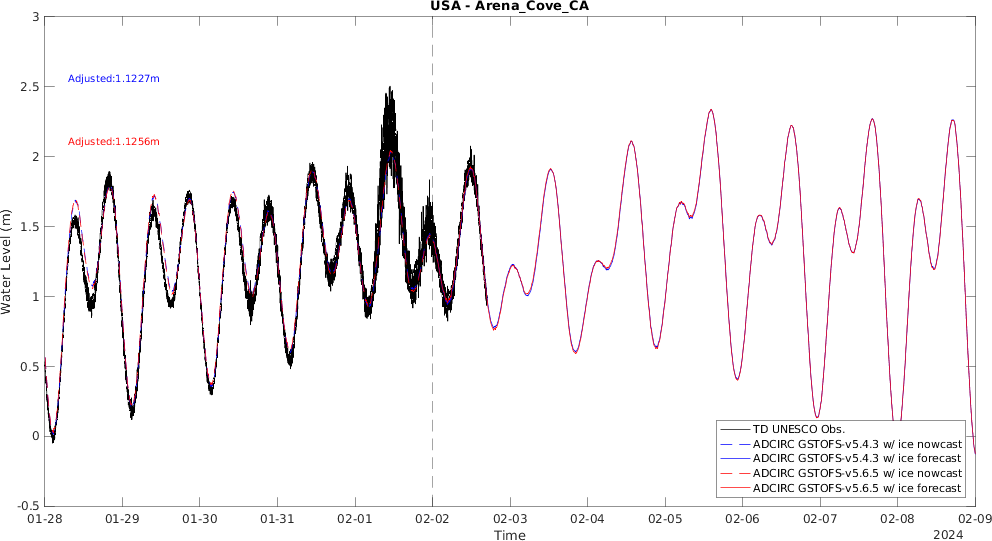 USA - Arena_Cove_CA
3
2.5
2
1.5
1
0.5
0
-0.5
Water Level (m)
Adjusted:1.1227m
Adjusted:1.1256m
TD UNESCO Obs.
ADCIRC GSTOFS-v5.4.3 w/ ice nowcast
ADCIRC GSTOFS-v5.4.3 w/ ice forecast
ADCIRC GSTOFS-v5.6.5 w/ ice nowcast
ADCIRC GSTOFS-v5.6.5 w/ ice forecast
01-28 01-29 01-30 01-31 02-01 02-02 02-03 02-04 02-05 02-06 02-07 02-08 02-09
Time
2024